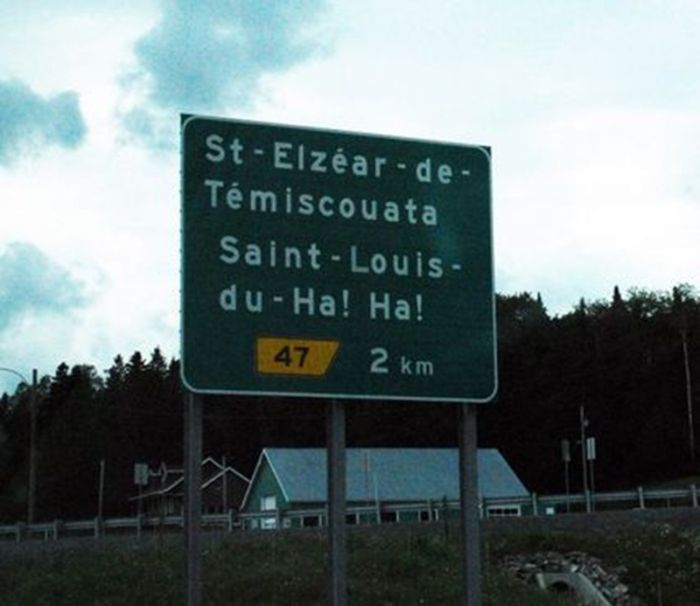 St-Elzéar-de-
Témiscouata
Saint-Louis-
du-Ha! Ha!
47 2 km